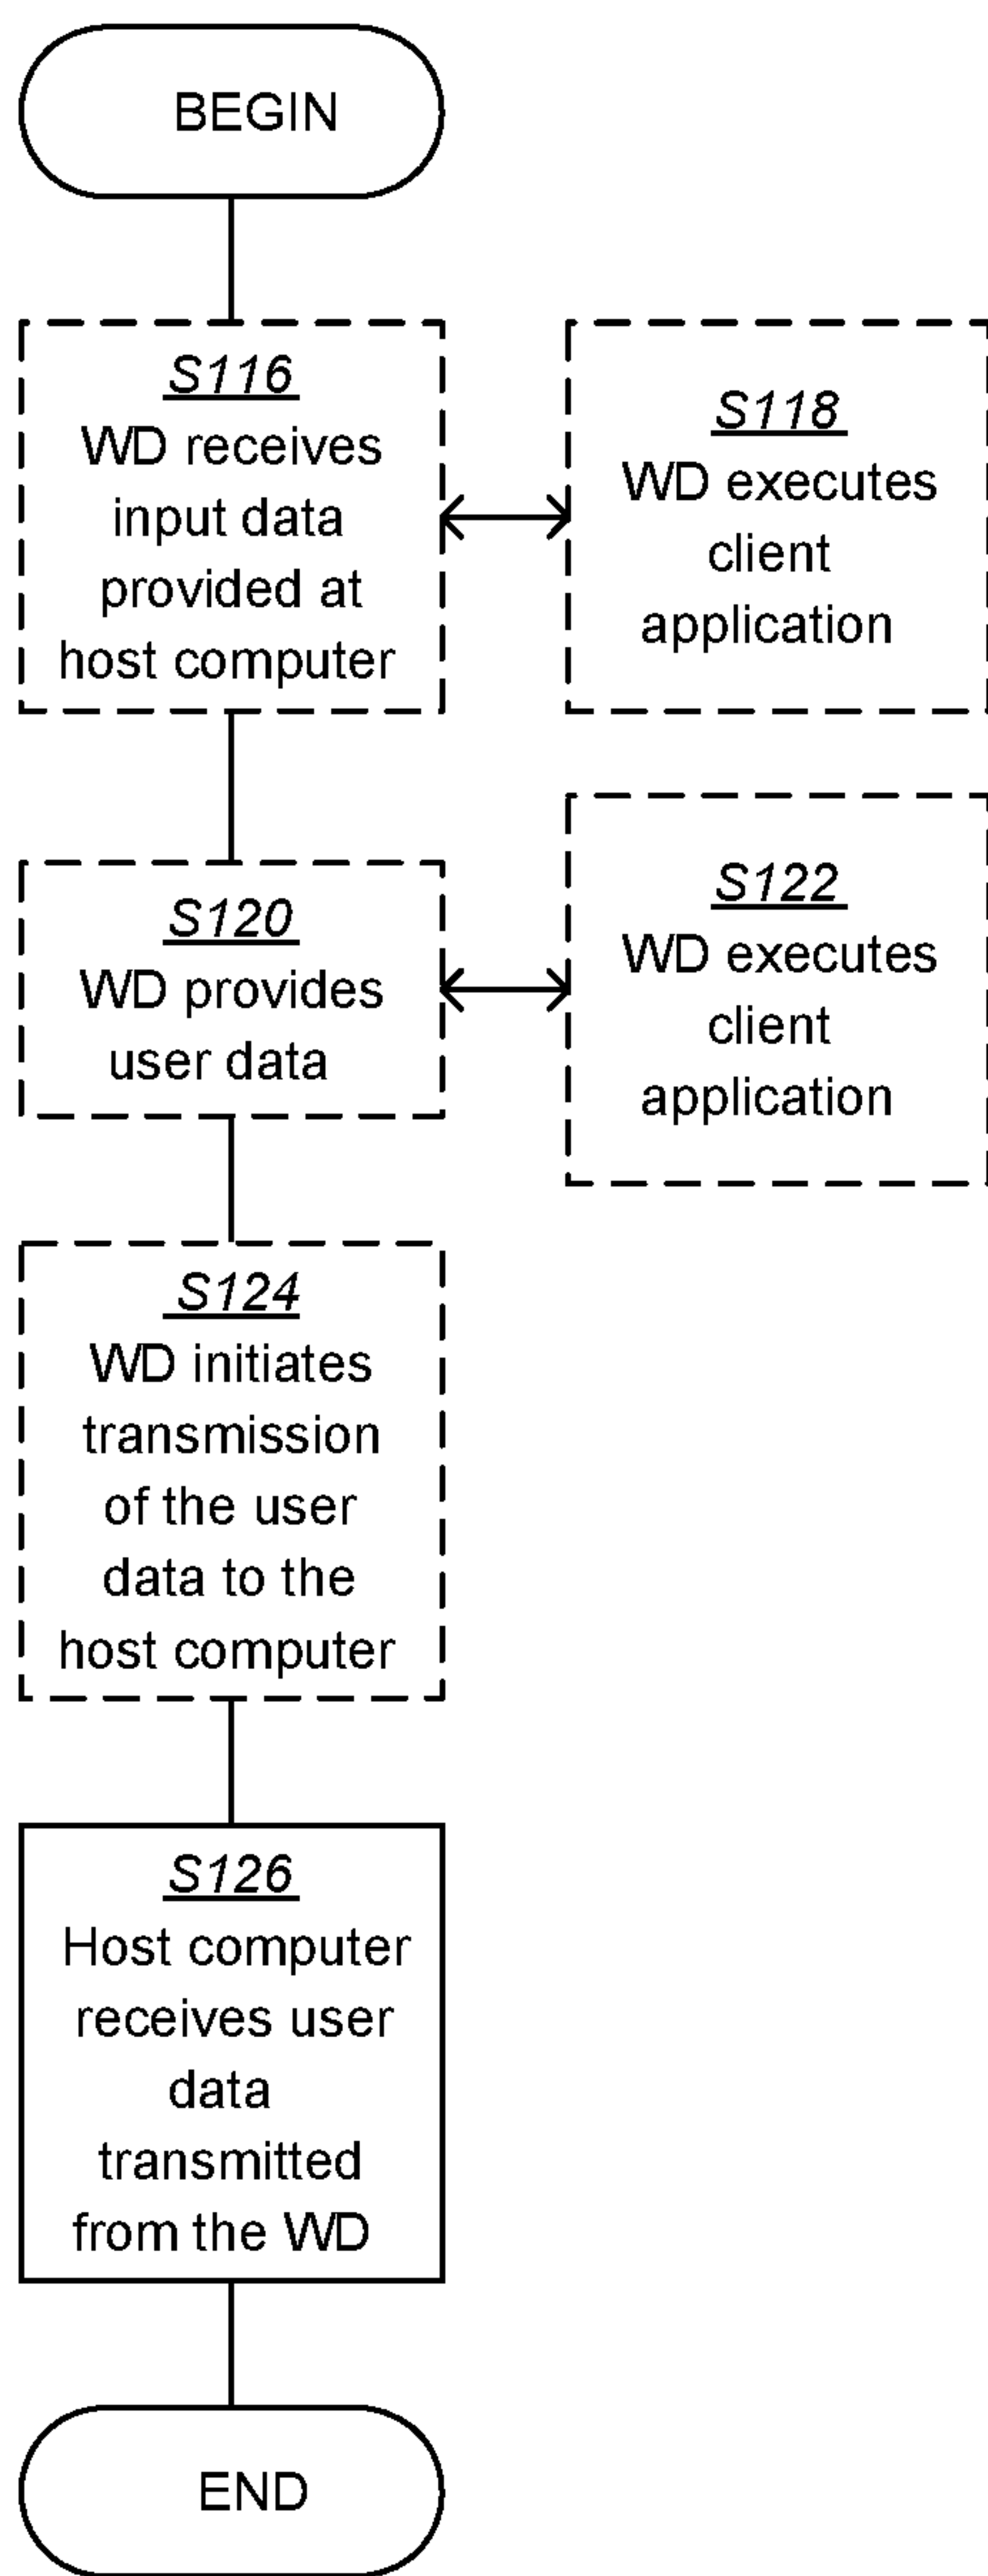 BEGIN
S116
WD receives
input data
provided at
host computer
S118
WD executes
client
application
S120
WD provides
user data
S122
WD executes
client
application
S124
WD initiates
transmission
of the user
data to the
host computer
S126
Host computer
receives user
data
transmitted
from the WD
END